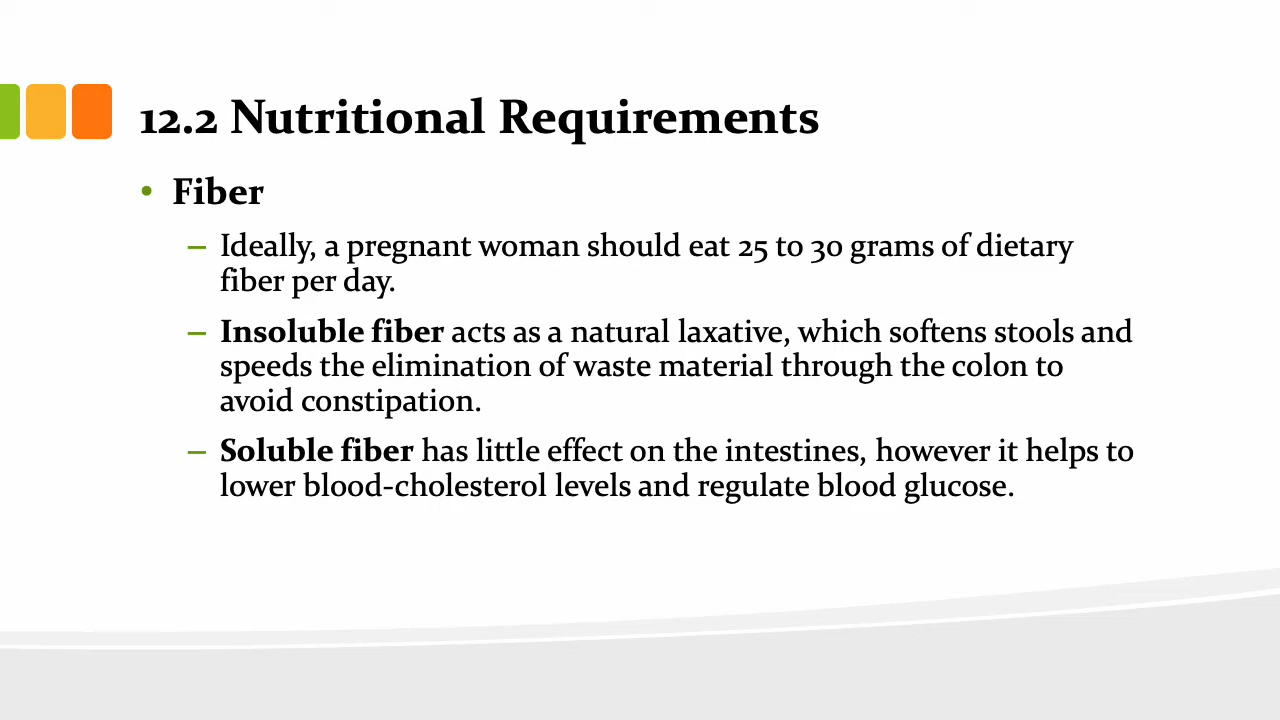 12.2 Nutritional Requirements
• Fiber
– Ideally, a pregnant woman should eat 25 to 30 grams of dietary
fiber per day.
– Insoluble fiber acts as a natural laxative, which softens stools and
speeds the elimination of waste material through the colon to
avoid constipation.
– Soluble fiber has little effect on the intestines, however it helps to
lower blood-cholesterol levels and regulate blood glucose.